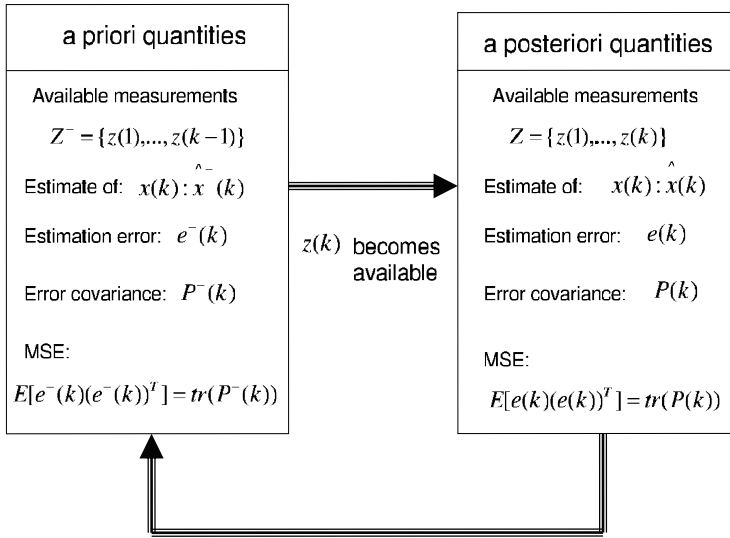 a priori quantities
Available measurements
Z⁻ = {z(1),...,z(k−1)}
Estimate of: x(k) : x̂⁻(k)
Estimation error: e⁻(k)
Error covariance: P⁻(k)
MSE:
E[e⁻(k)(e⁻(k))ᵀ] = tr(P⁻(k))
z(k) becomes
available
a posteriori quantities
Available measurements
Z = {z(1),...,z(k)}
Estimate of: x(k) : x̂(k)
Estimation error: e(k)
Error covariance: P(k)
MSE:
E[e(k)(e(k))ᵀ] = tr(P(k))